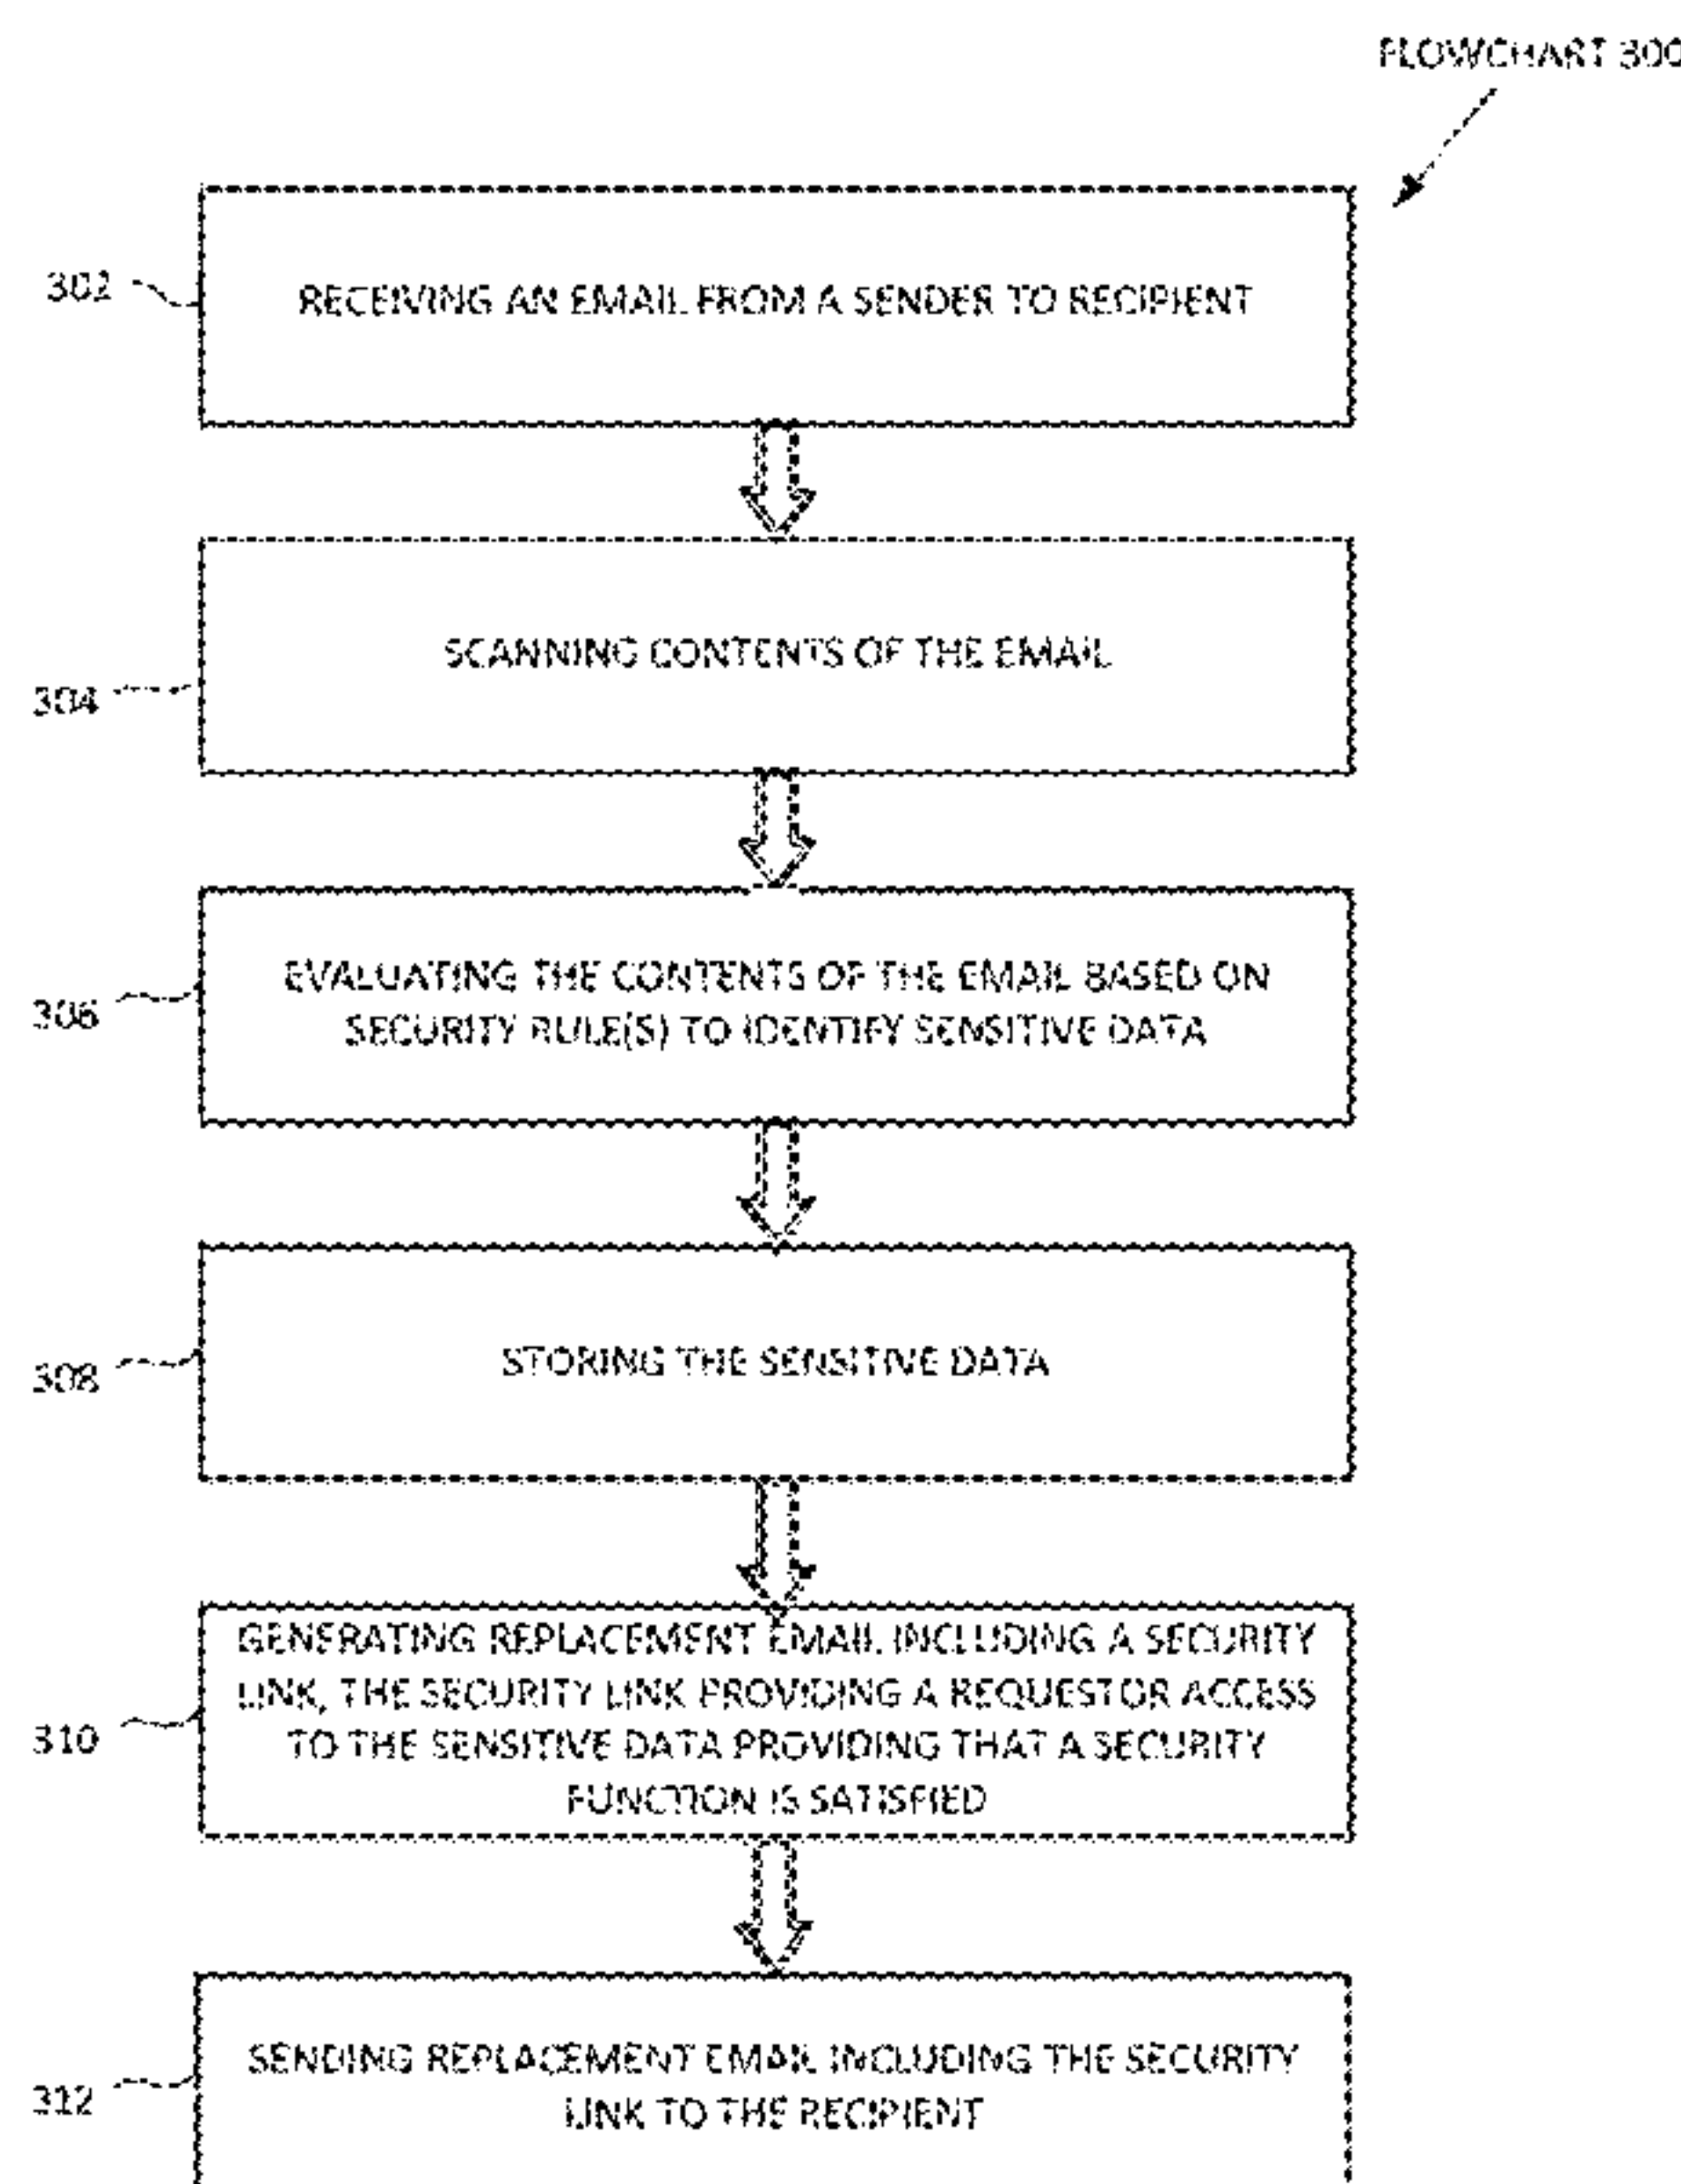 FLOWCHART 300
302
RECEIVING AN EMAIL FROM A SENDER TO RECIPIENT
SCANNING CONTENTS OF THE EMAIL
304
EVALUATING THE CONTENTS OF THE EMAIL BASED ON
SECURITY RULE(S) TO IDENTIFY SENSITIVE DATA
306
STORING THE SENSITIVE DATA
308
GENERATING REPLACEMENT EMAIL INCLUDING A SECURITY
LINK, THE SECURITY LINK PROVIDING A REQUESTOR ACCESS
TO THE SENSITIVE DATA PROVIDING THAT A SECURITY
FUNCTION IS SATISFIED
310
SENDING REPLACEMENT EMAIL INCLUDING THE SECURITY
LINK TO THE RECIPIENT
312